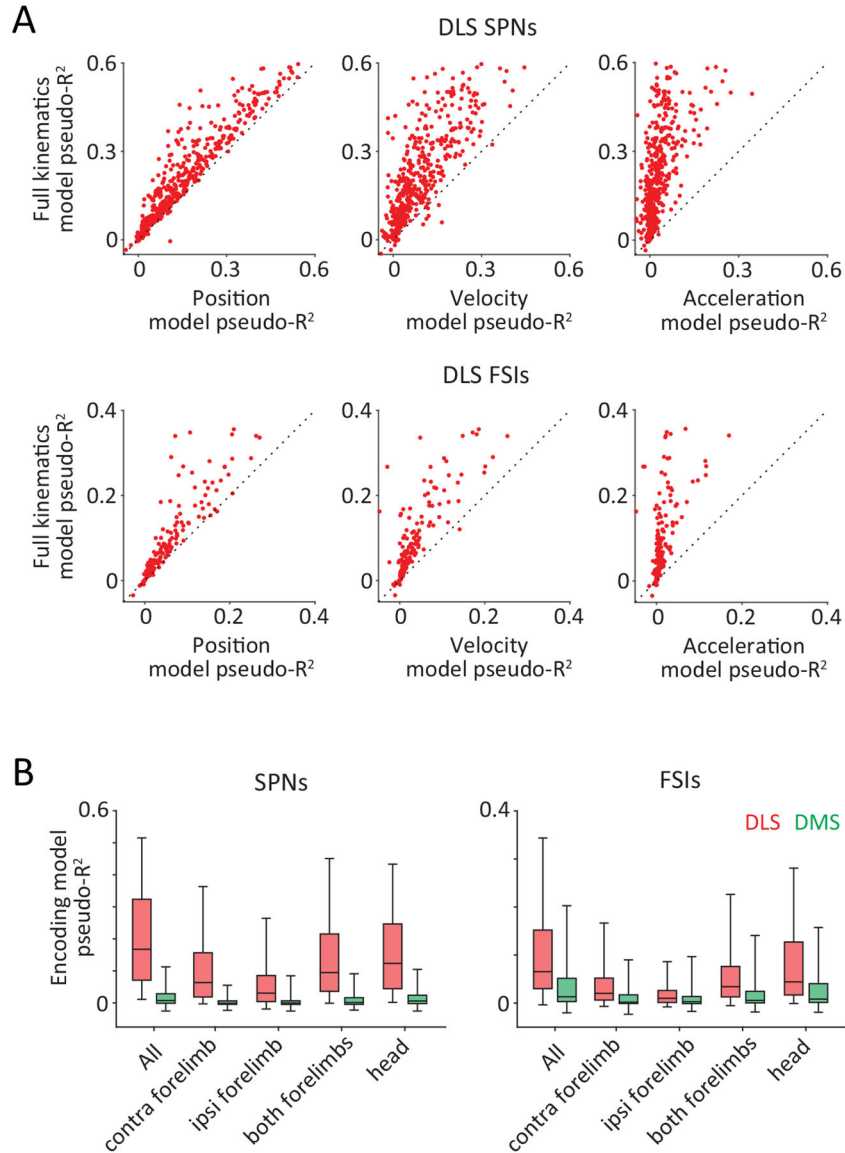 A
DLS SPNs
Full kinematics
model pseudo-R²
0.6
0.3
0
0
0.3
0.6
Position
model pseudo-R²
0
0.3
0.6
Velocity
model pseudo-R²
0
0.3
0.6
Acceleration
model pseudo-R²
0.6
0.3
0
0.6
0.3
0
DLS FSIs
Full kinematics
model pseudo-R²
0.4
0.2
0
0
0.2
0.4
Position
model pseudo-R²
0.4
0.2
0
0
0.2
0.4
Velocity
model pseudo-R²
0.4
0.2
0
0
0.2
0.4
Acceleration
model pseudo-R²
B
SPNs
Encoding model
pseudo-R²
0.6
0
All
contra forelimb
ipsi forelimb
both forelimbs
head
FSIs
DLS DMS
0.4
0
All
contra forelimb
ipsi forelimb
both forelimbs
head